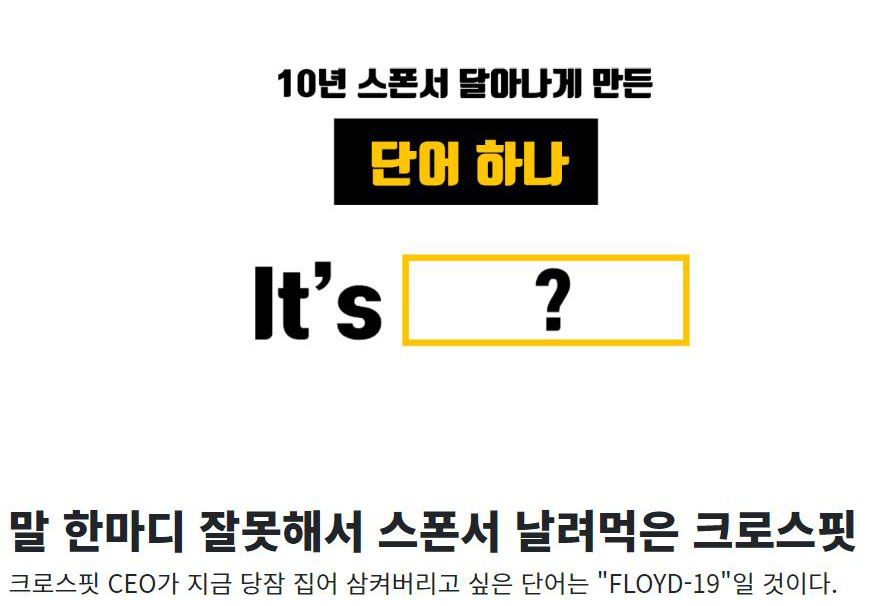 10년 스폰서 달아나게 만든
단어 하나
It's ?
말 한마디 잘못해서 스폰서 날려먹은 크로스핏
크로스핏 CEO가 지금 당잠 집어 삼켜버리고 싶은 단어는 "FLOYD-19"일 것이다.